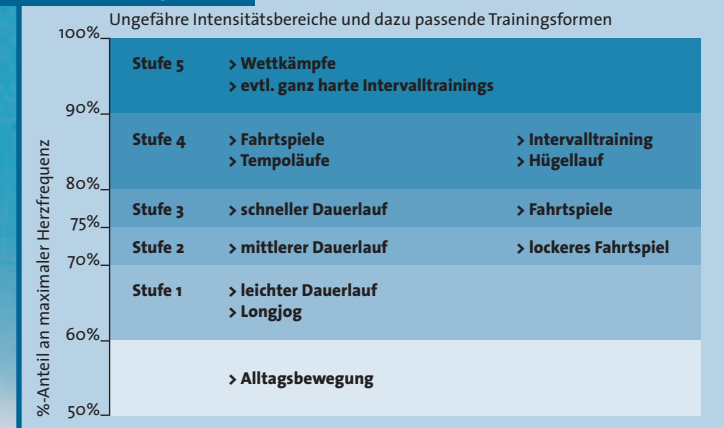 Ungefähre Intensitätsbereiche und dazu passende Trainingsformen
%-Anteil an maximaler Herzfrequenz
100%
Stufe 5 > Wettkämpfe
> evtl. ganz harte Intervalltrainings
90%
Stufe 4 > Fahrtspiele > Intervalltraining
> Tempoläufe > Hügellauf
80%
Stufe 3 > schneller Dauerlauf > Fahrtspiele
75%
Stufe 2 > mittlerer Dauerlauf > lockeres Fahrtspiel
70%
Stufe 1 > leichter Dauerlauf
> Longjog
60%
> Alltagsbewegung
50%